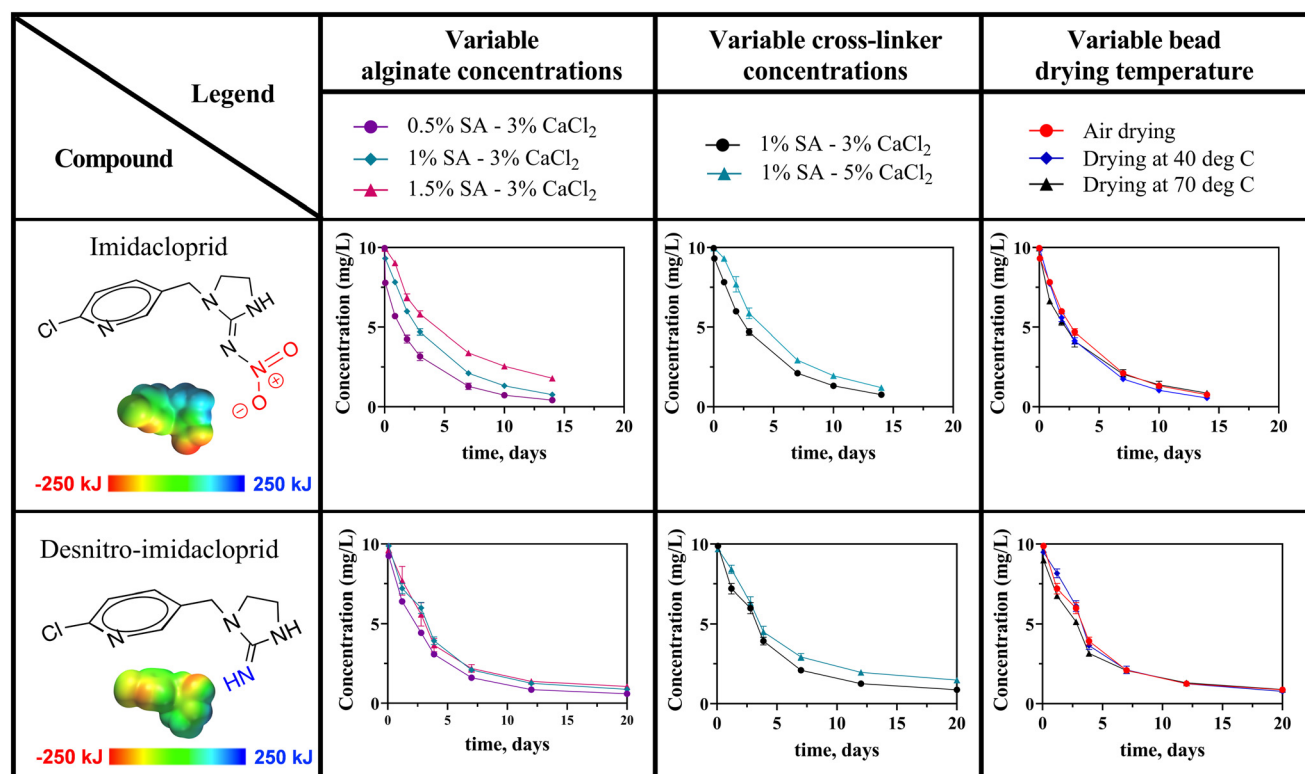 Legend
Compound
Variable
alginate concentrations
Variable cross-linker
concentrations
Variable bead
drying temperature
0.5% SA - 3% CaCl₂
1% SA - 3% CaCl₂
1.5% SA - 3% CaCl₂
1% SA - 3% CaCl₂
1% SA - 5% CaCl₂
Air drying
Drying at 40 deg C
Drying at 70 deg C
Imidacloprid
Cl
N
N
NH
N
N
O
O
⊕
⊖
-250 kJ
250 kJ
Concentration (mg/L)
10
5
0
0 5 10 15 20
time, days
Concentration (mg/L)
10
5
0
0 5 10 15 20
time, days
Concentration (mg/L)
10
5
0
0 5 10 15 20
time, days
Desnitro-imidacloprid
Cl
N
N
NH
HN
-250 kJ
250 kJ
Concentration (mg/L)
10
5
0
0 5 10 15 20
time, days
Concentration (mg/L)
10
5
0
0 5 10 15 20
time, days
Concentration (mg/L)
10
5
0
0 5 10 15 20
time, days